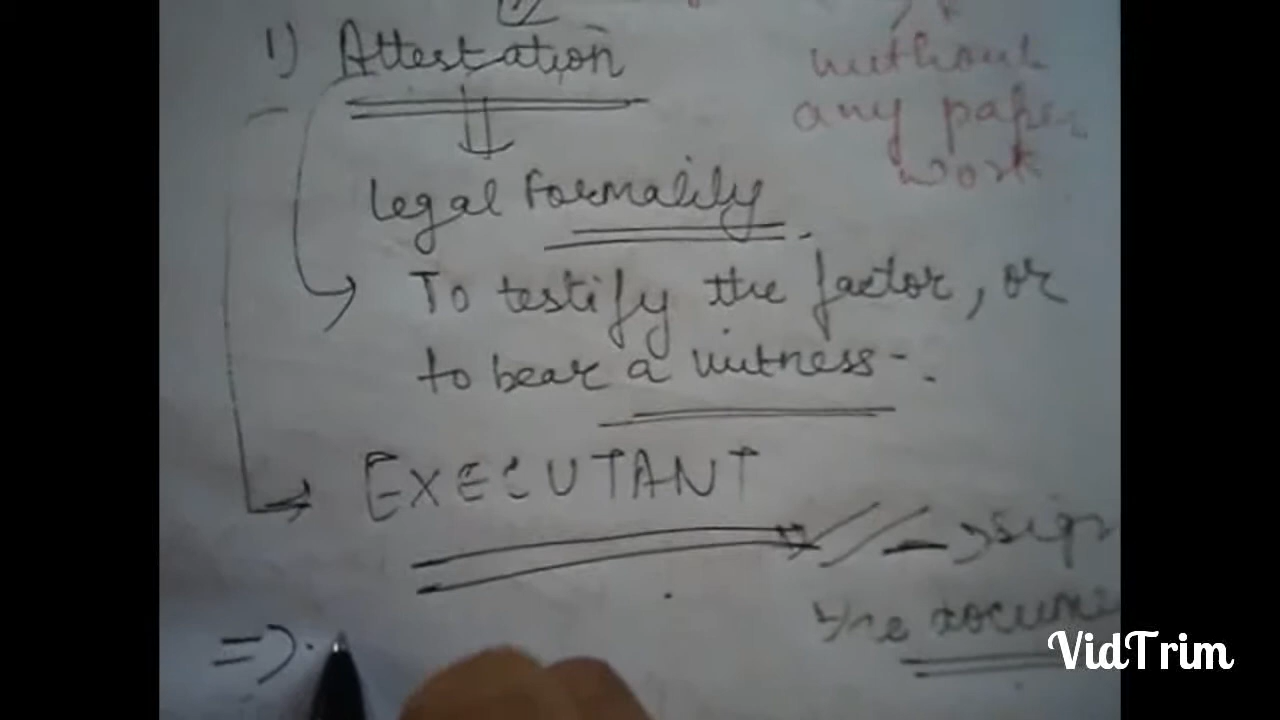 1) Attestation
without
any paper
work
Legal Formality
To testify the factor, or
to bear a witness-.
EXECUTANT
sign
the
VidTrim